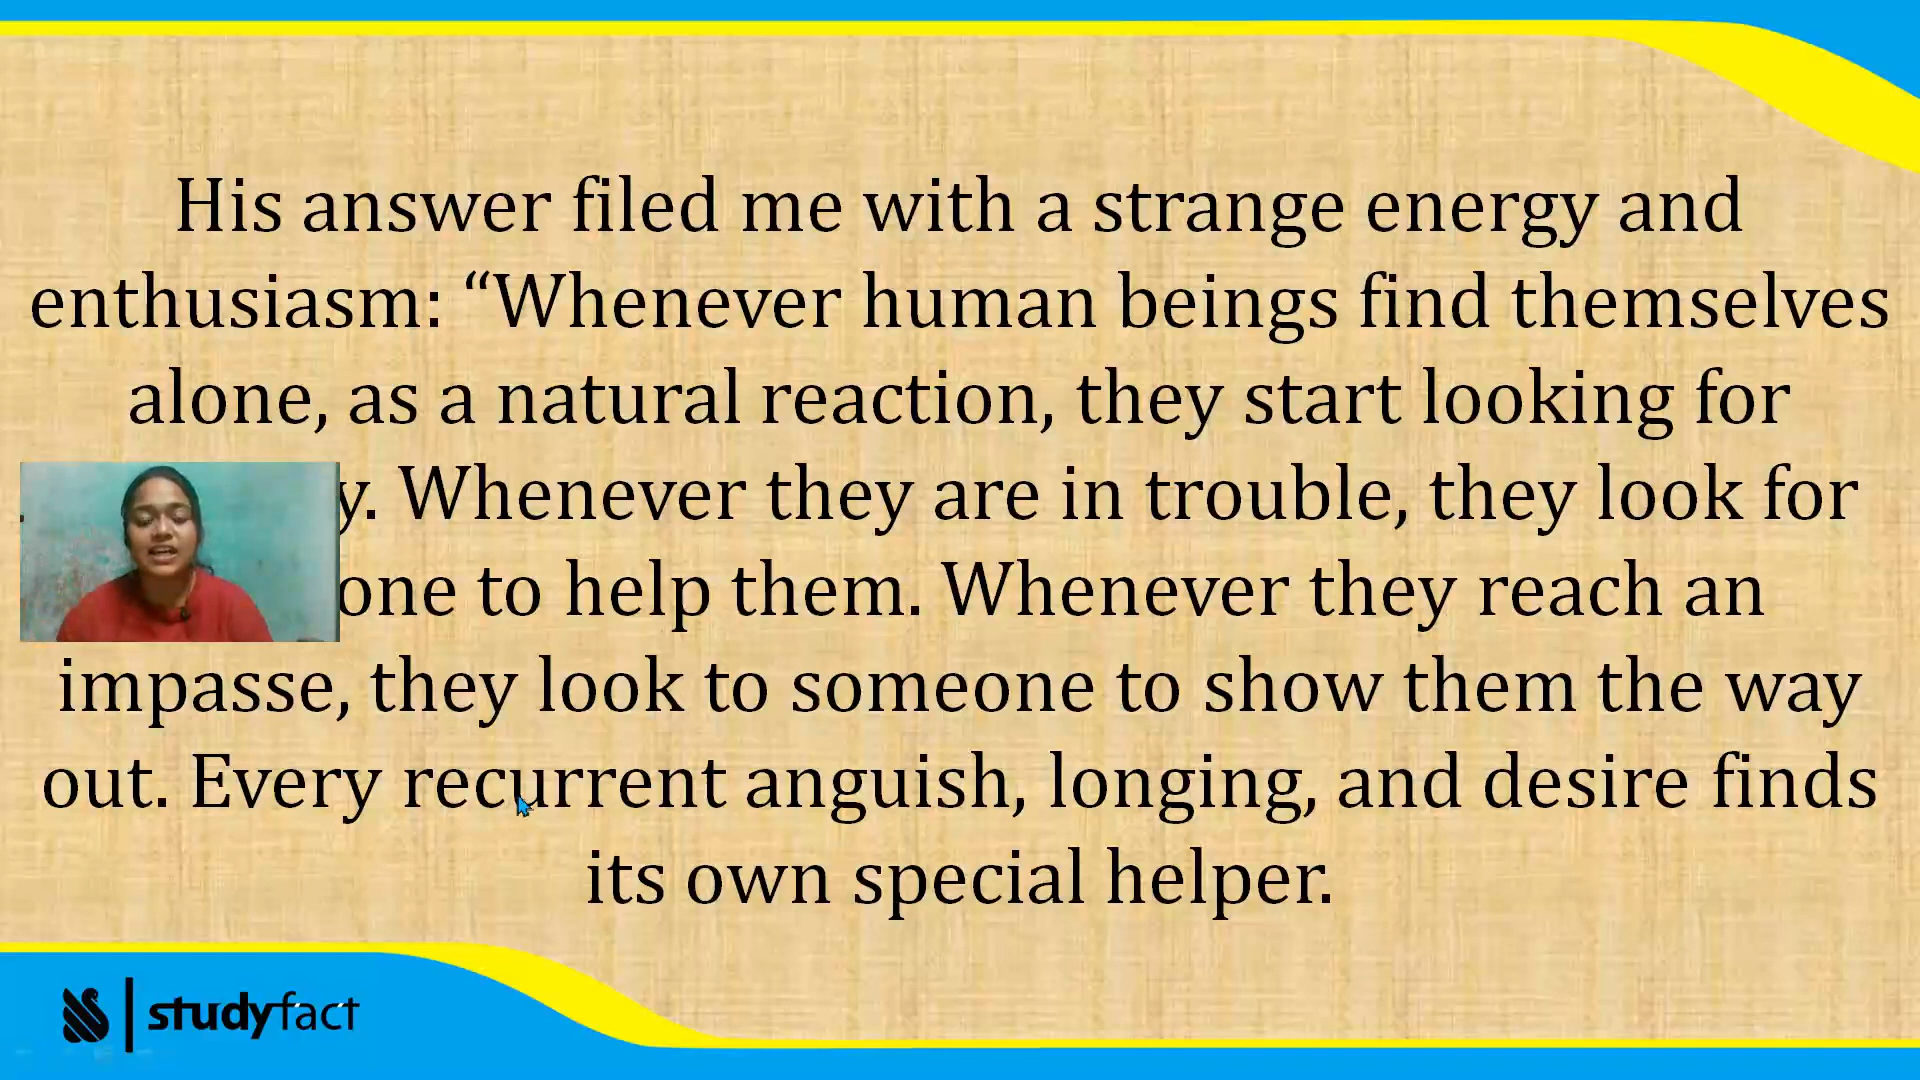 His answer filed me with a strange energy and
enthusiasm: “Whenever human beings find themselves
alone, as a natural reaction, they start looking for
Whenever they are in trouble, they look for
to help them. Whenever they reach an
impasse, they look to someone to show them the way
out. Every recurrent anguish, longing, and desire finds
its own special helper.
studyfact